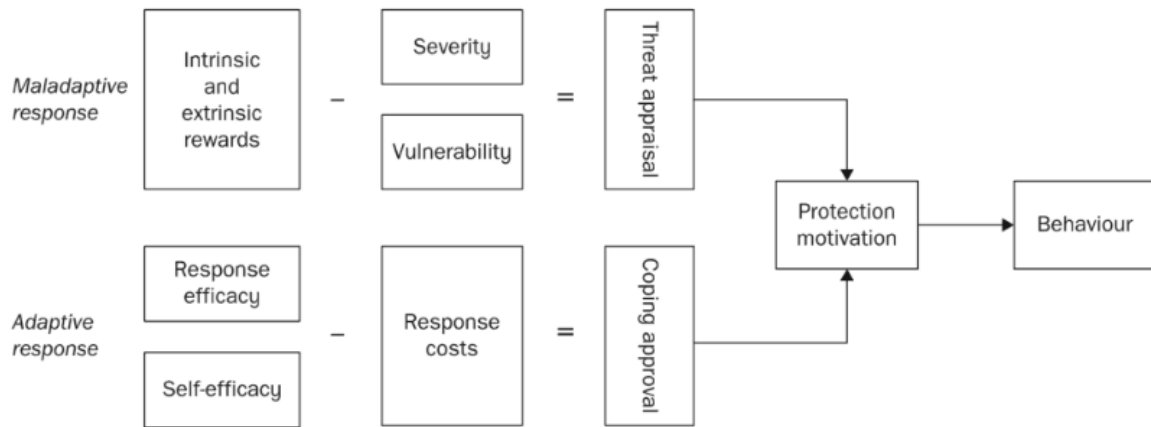 Maladaptive
response
Intrinsic
and
extrinsic
rewards
–
Severity
Vulnerability
=
Threat appraisal
Protection
motivation
Behaviour
Adaptive
response
Response
efficacy
Self-efficacy
–
Response
costs
=
Coping approval